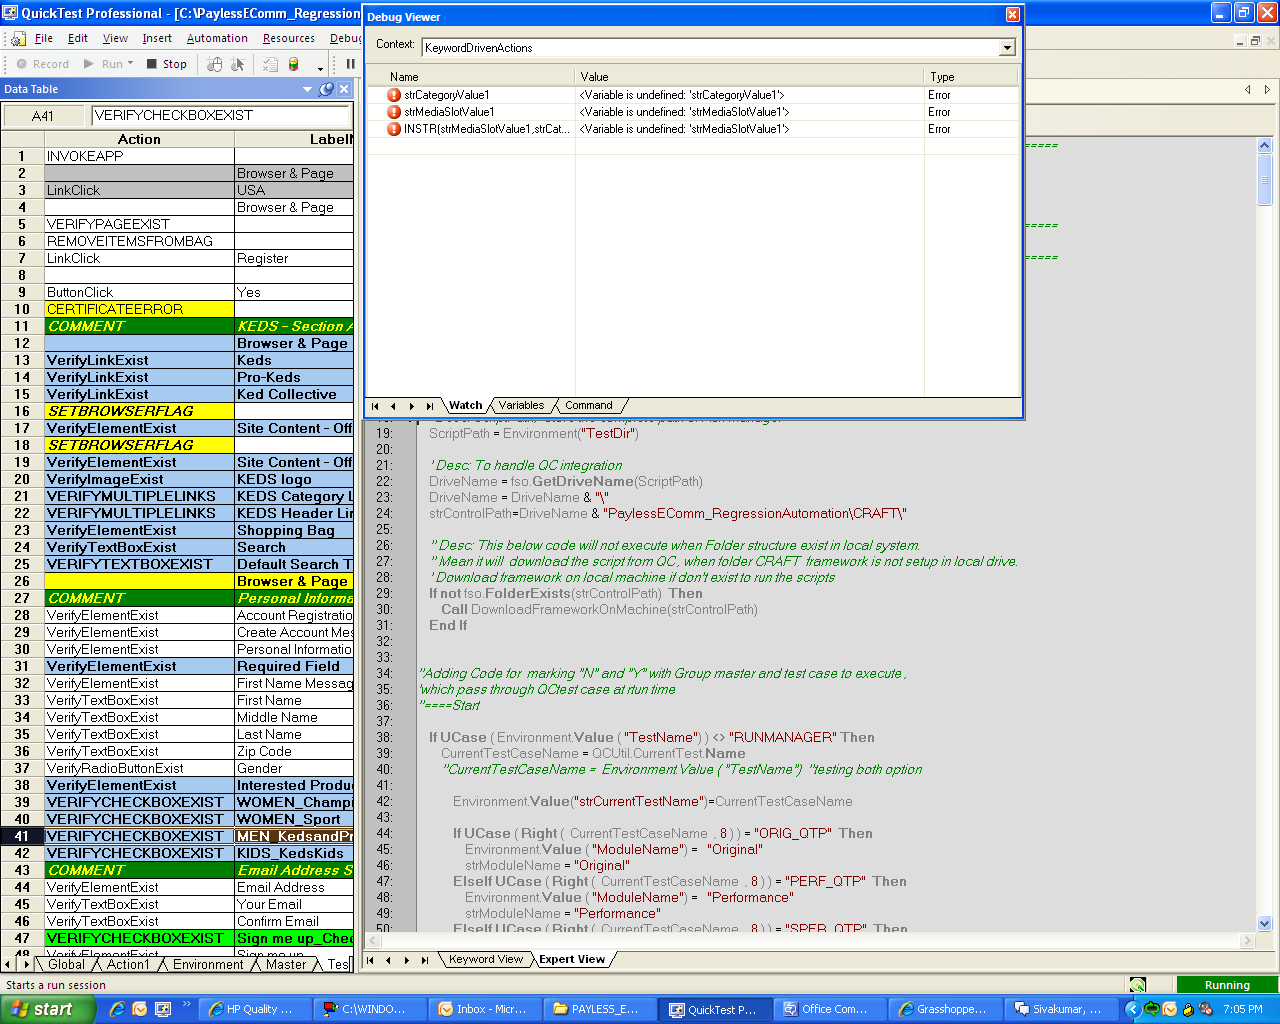 QuickTest Professional - [C:\PaylessEComm_Regression
File Edit View Insert Automation Resources Debu
Record Run Stop
Data Table
A41 VERIFYCHECKBOXEXIST
Action LabelN
1 INVOKEAPP
2 Browser & Page
3 LinkClick USA
4 Browser & Page
5 VERIFYPAGEEXIST
6 REMOVEITEMSFROMBAG
7 LinkClick Register
8
9 ButtonClick Yes
10 CERTIFICATEERROR
11 COMMENT KEDS - Section A
12 Browser & Page
13 VerifyLinkExist Keds
14 VerifyLinkExist Pro-Keds
15 VerifyLinkExist Ked Collective
16 SETBROWSERFLAG
17 VerifyElementExist Site Content - Off
18 SETBROWSERFLAG
19 VerifyElementExist Site Content - Off
20 VerifyImageExist KEDS logo
21 VERIFYMULTIPLELINKS KEDS Category L
22 VERIFYMULTIPLELINKS KEDS Header Lin
23 VerifyElementExist Shopping Bag
24 VerifyTextBoxExist Search
25 VERIFYTEXTBOXEXIST Default Search T
26 Browser & Page
27 COMMENT Personal Informa
28 VerifyElementExist Account Registratio
29 VerifyElementExist Create Account Mes
30 VerifyElementExist Personal Informatio
31 VerifyElementExist Required Field
32 VerifyElementExist First Name Messag
33 VerifyTextBoxExist First Name
34 VerifyTextBoxExist Middle Name
35 VerifyTextBoxExist Last Name
36 VerifyTextBoxExist Zip Code
37 VerifyRadioButtonExist Gender
38 VerifyElementExist Interested Produ
39 VERIFYCHECKBOXEXIST WOMEN_Champi
40 VERIFYCHECKBOXEXIST WOMEN_Sport
41 VERIFYCHECKBOXEXIST MEN_KedsandPr
42 VERIFYCHECKBOXEXIST KIDS_KedsKids
43 COMMENT Email Address S
44 VerifyElementExist Email Address
45 VerifyTextBoxExist Your Email
46 VerifyTextBoxExist Confirm Email
47 VERIFYCHECKBOXEXIST Sign me up_Chec
48 VerifyElementExist Sign me up
Global Action1 Environment Master Tes
Debug Viewer
Context: KeywordDrivenActions
Name Value Type
strCategoryValue1 <Variable is undefined: 'strCategoryValue1'> Error
strMediaSlotValue1 <Variable is undefined: 'strMediaSlotValue1'> Error
INSTR(strMediaSlotValue1,strCat... <Variable is undefined: 'strMediaSlotValue1'> Error
Watch Variables Command
=====
=====
=====
19: ScriptPath = Environment("TestDir")
20:
21: ' Desc: To handle QC integration
22: DriveName = fso.GetDriveName(ScriptPath)
23: DriveName = DriveName & "\"
24: strControlPath=DriveName & "PaylessEComm_RegressionAutomation\CRAFT\"
25:
26: '' Desc: This below code will not execute when Folder structure exist in local system.
27: '' Mean it will download the script from QC , when folder CRAFT framework is not setup in local drive.
28: ' Download framework on local machine if don't exist to run the scripts
29: If not fso.FolderExists(strControlPath) Then
30: Call DownloadFrameworkOnMachine(strControlPath)
31: End If
32:
33:
34: ''Adding Code for marking "N" and "Y" with Group master and test case to execute ,
35: 'which pass through QCtest case at rtun time
36: ''====Start
37:
38: If UCase ( Environment.Value ( "TestName") ) <> "RUNMANAGER" Then
39: CurrentTestCaseName = QCUtil.CurrentTest.Name
40: ''CurrentTestCaseName = Environment.Value ( "TestName") ''testing both option
41:
42: Environment.Value("strCurrentTestName")=CurrentTestCaseName
43:
44: If UCase ( Right ( CurrentTestCaseName , 8 ) ) = "ORIG_QTP" Then
45: Environment.Value ( "ModuleName") = "Original"
46: strModuleName = "Original"
47: ElseIf UCase ( Right ( CurrentTestCaseName , 8 ) ) = "PERF_QTP" Then
48: Environment.Value ( "ModuleName") = "Performance"
49: strModuleName = "Performance"
50: ElseIf UCase ( Right ( CurrentTestCaseName , 8 ) ) = "SPER_QTP" Then
Keyword View Expert View
Starts a run session Running
start HP Quality ... C:\WINDO... Inbox - Micr... PAYLESS_E... QuickTest P... Office Com... Grasshoppe... Sivakumar, ... 7:05 PM